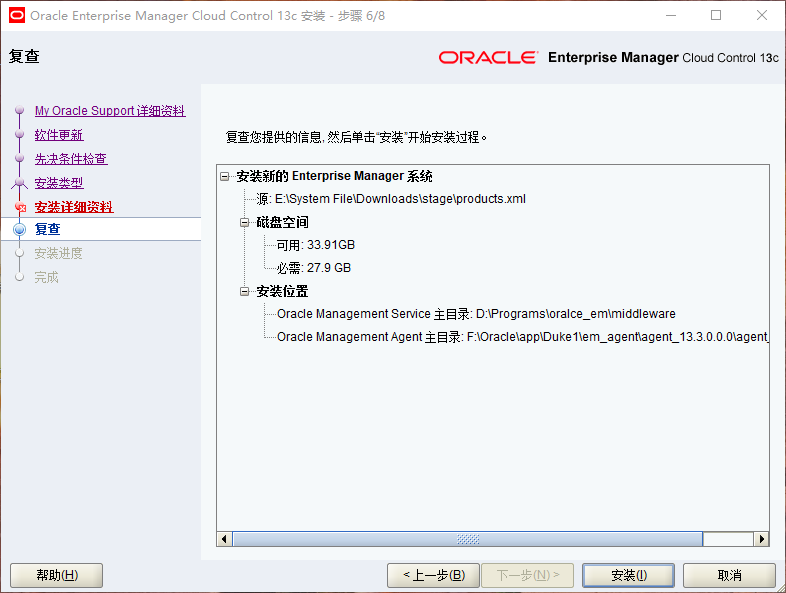 Oracle Enterprise Manager Cloud Control 13c 安装 - 步骤 6/8
复查
ORACLE Enterprise Manager Cloud Control 13c
My Oracle Support 详细资料
软件更新
先决条件检查
安装类型
安装详细资料
复查
安装进度
完成
复查您提供的信息, 然后单击“安装”开始安装过程。
安装新的 Enterprise Manager 系统
源: E:\System File\Downloads\stage\products.xml
磁盘空间
可用: 33.91GB
必需: 27.9 GB
安装位置
Oracle Management Service 主目录: D:\Programs\oralce_em\middleware
Oracle Management Agent 主目录: F:\Oracle\app\Duke1\em_agent\agent_13.3.0.0.0\agent_
帮助(H)
< 上一步(B)
下一步(N) >
安装(I)
取消